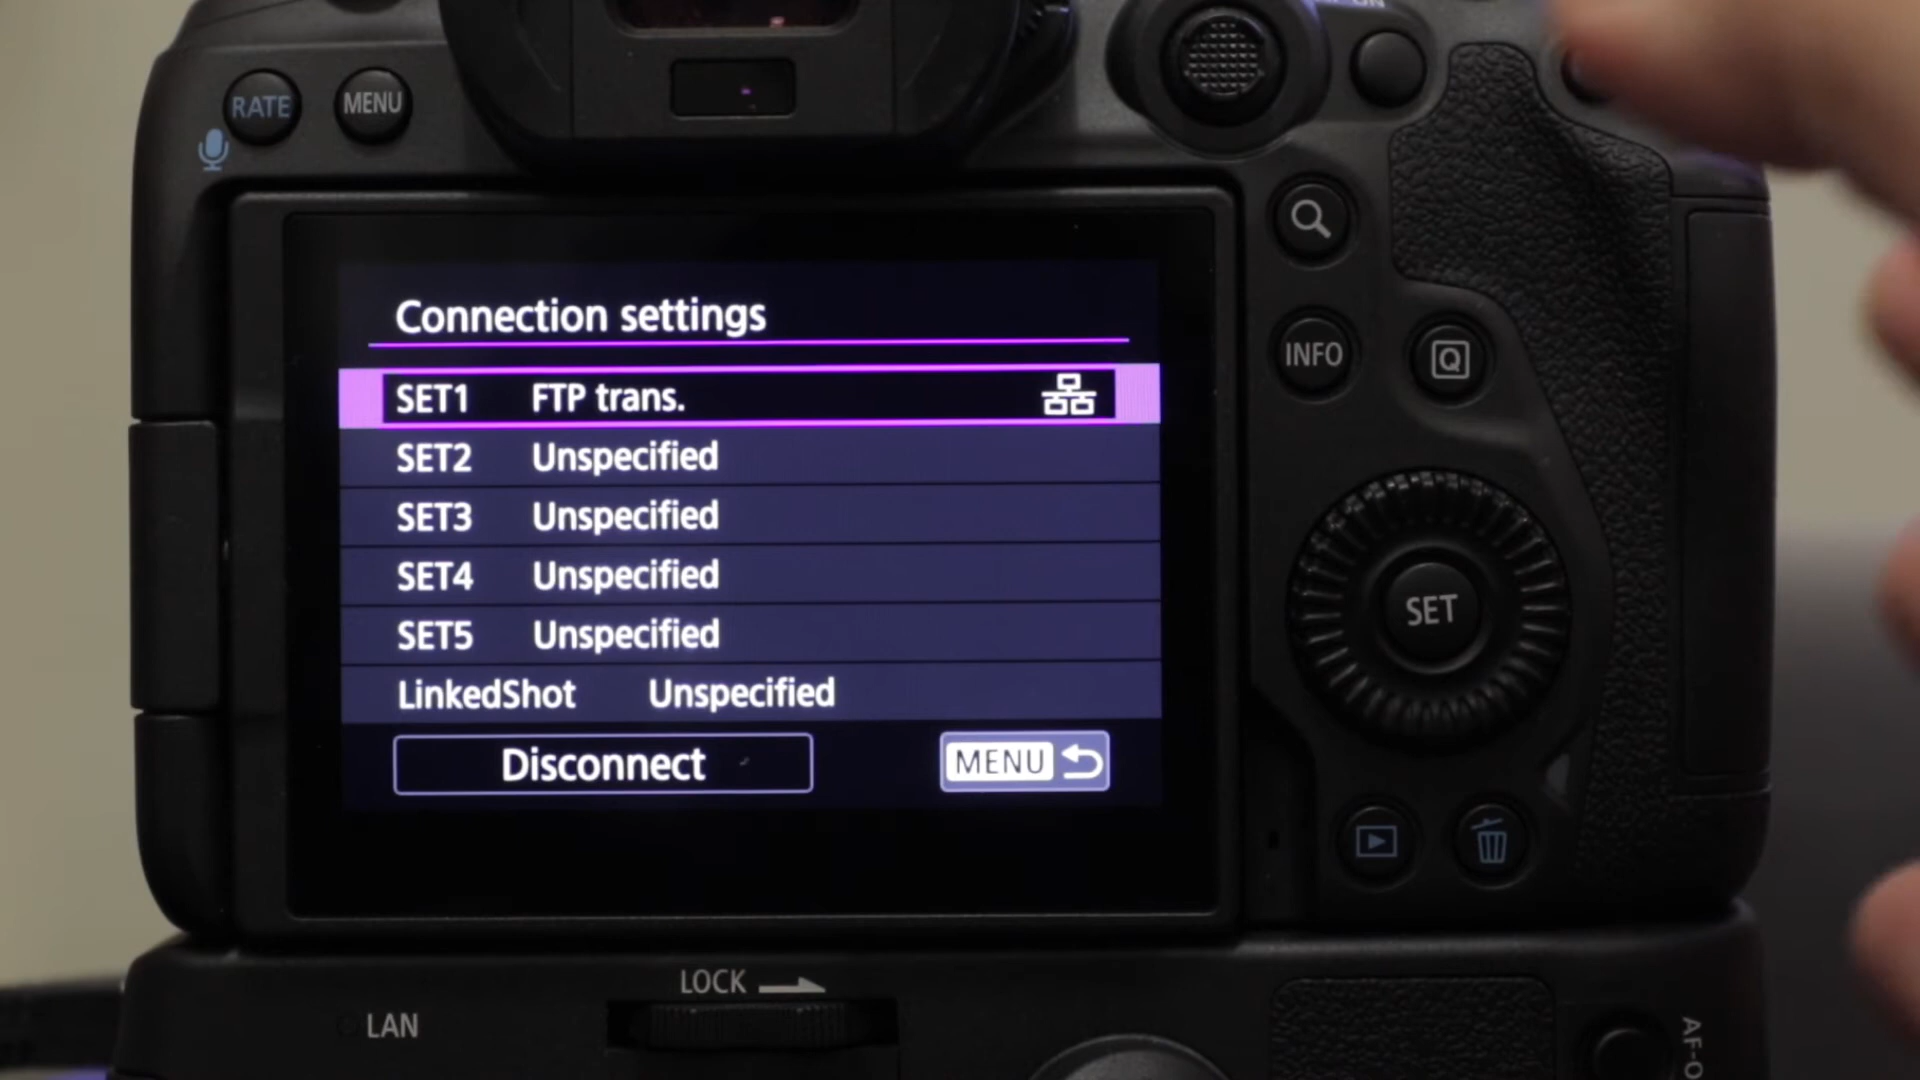 RATE
MENU
INFO
Q
Connection settings
SET1 FTP trans.
SET2 Unspecified
SET3 Unspecified
SET4 Unspecified
SET5 Unspecified
LinkedShot Unspecified
Disconnect
MENU
SET
LOCK
LAN